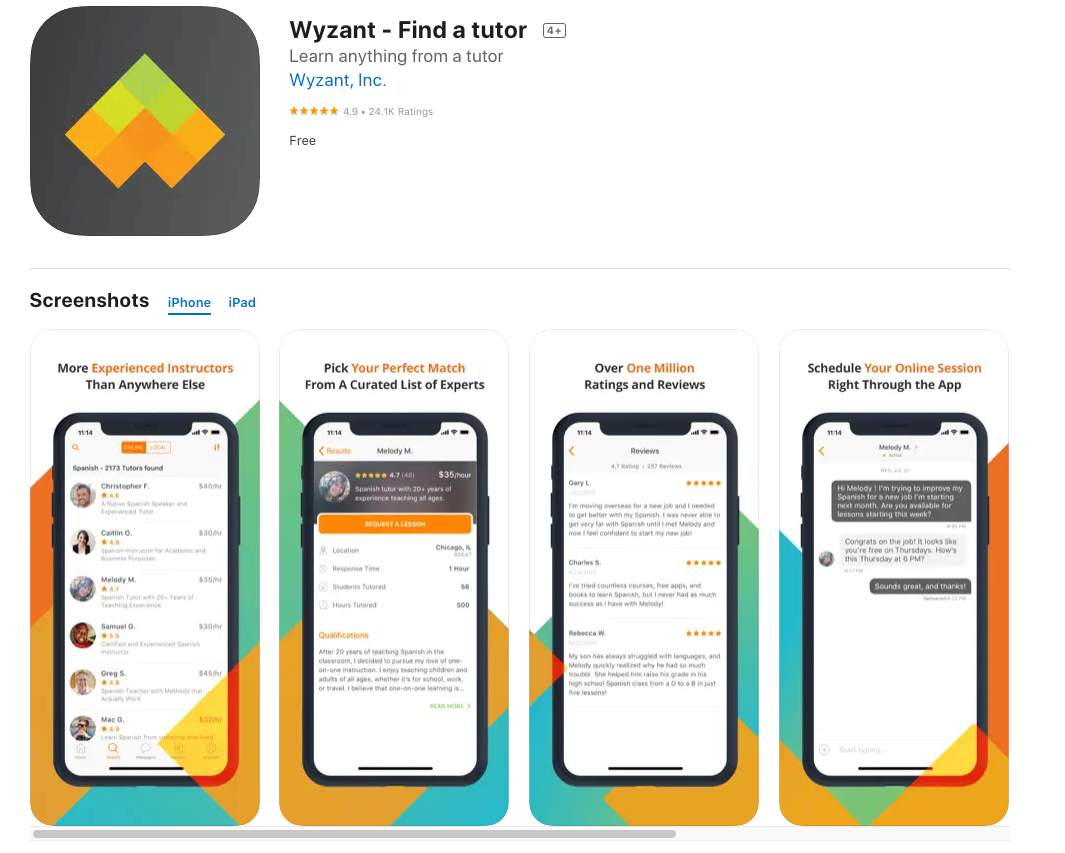 Wyzant - Find a tutor 4+
Learn anything from a tutor
Wyzant, Inc.
4.9 • 24.1K Ratings
Free
Screenshots iPhone iPad
More Experienced Instructors
Than Anywhere Else
11:14
ONLINE LOCAL
Spanish - 2173 Tutors found
Christopher F. $40/hr
4.6
A Native Spanish Speaker and
Experienced Tutor
Caitlin O. $30/hr
4.9
Spanish Instructor for Academic and
Business Purposes
Melody M. $35/hr
4.7
Spanish Tutor with 20+ Years of
Teaching Experience
Samuel G. $30/hr
5.0
Certified and Experienced Spanish
Instructor
Greg S. $45/hr
4.8
Spanish Teacher with Methods that
Actually Work
Mac G. $32/hr
4.9
Learn Spanish from someone who lived
Search Messages
Pick Your Perfect Match
From A Curated List of Experts
11:14
Results Melody M.
4.7 (40) $35/hour
Spanish tutor with 20+ years of
experience teaching all ages.
REQUEST A LESSON
Location Chicago, IL
60647
Response Time 1 Hour
Students Tutored 56
Hours Tutored 500
Qualifications
After 20 years of teaching Spanish in the
classroom, I decided to pursue my love of one-
on-one instruction. I enjoy teaching children and
adults of all ages, whether it's for school, work,
or travel. I believe that one-on-one learning is...
READ MORE
Over One Million
Ratings and Reviews
11:14
Reviews
4.7 Rating | 257 Reviews
Gary L.
I'm moving overseas for a new job and I needed
to get better with my Spanish. I was never able to
get very far with Spanish until I met Melody and
now I feel confident to start my new job!
Charles S.
I've tried countless courses, free apps, and
books to learn Spanish, but I never had as much
success as I have with Melody!
Rebecca W.
My son has always struggled with languages, and
Melody quickly realized why he had so much
trouble. She helped him raise his grade in his
high school Spanish class from a D to a B in just
five lessons!
Schedule Your Online Session
Right Through the App
11:14
Melody M.
Active
WED, JUL 27
Hi Melody ! I'm trying to improve my
Spanish for a new job I'm starting
next month. Are you available for
lessons starting this week?
Congrats on the job! It looks like
you're free on Thursdays. How's
this Thursday at 6 PM?
6:17 PM
Sounds great, and thanks!
Delivered 6:22 PM
Start typing...